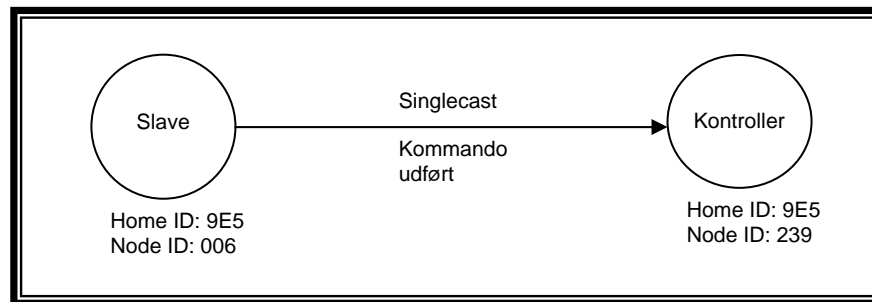 Slave
Singlecast
Kommando
udført
Kontroller
Home ID: 9E5
Node ID: 006
Home ID: 9E5
Node ID: 239